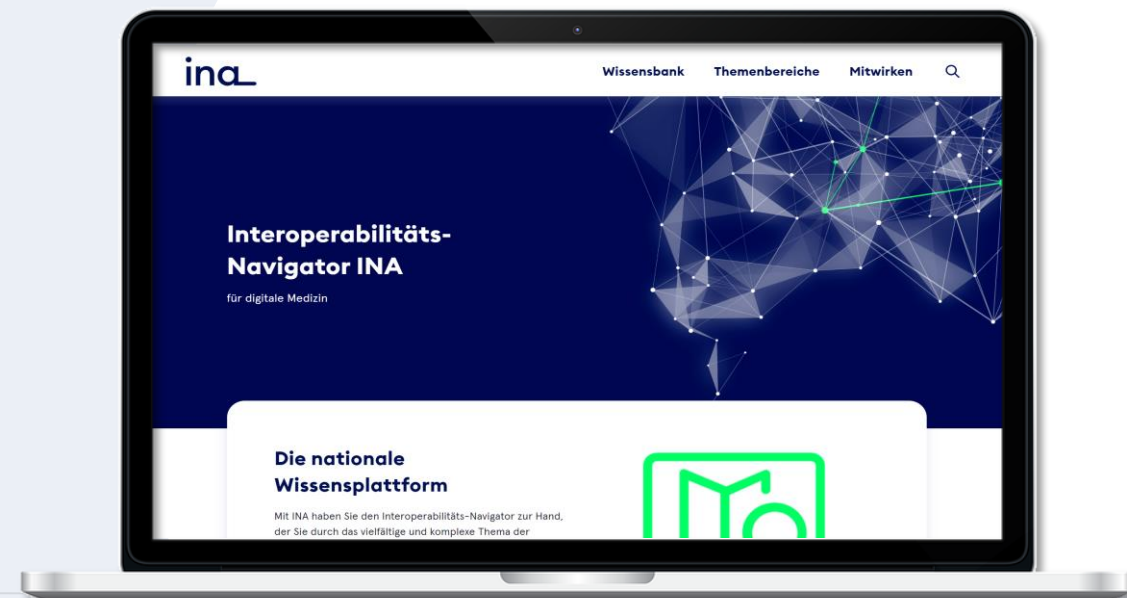 ina_
Wissensbank Themenbereiche Mitwirken
Interoperabilitäts-
Navigator INA
für digitale Medizin
Die nationale
Wissensplattform
Mit INA haben Sie den Interoperabilitäts-Navigator zur Hand,
der Sie durch das vielfältige und komplexe Thema der